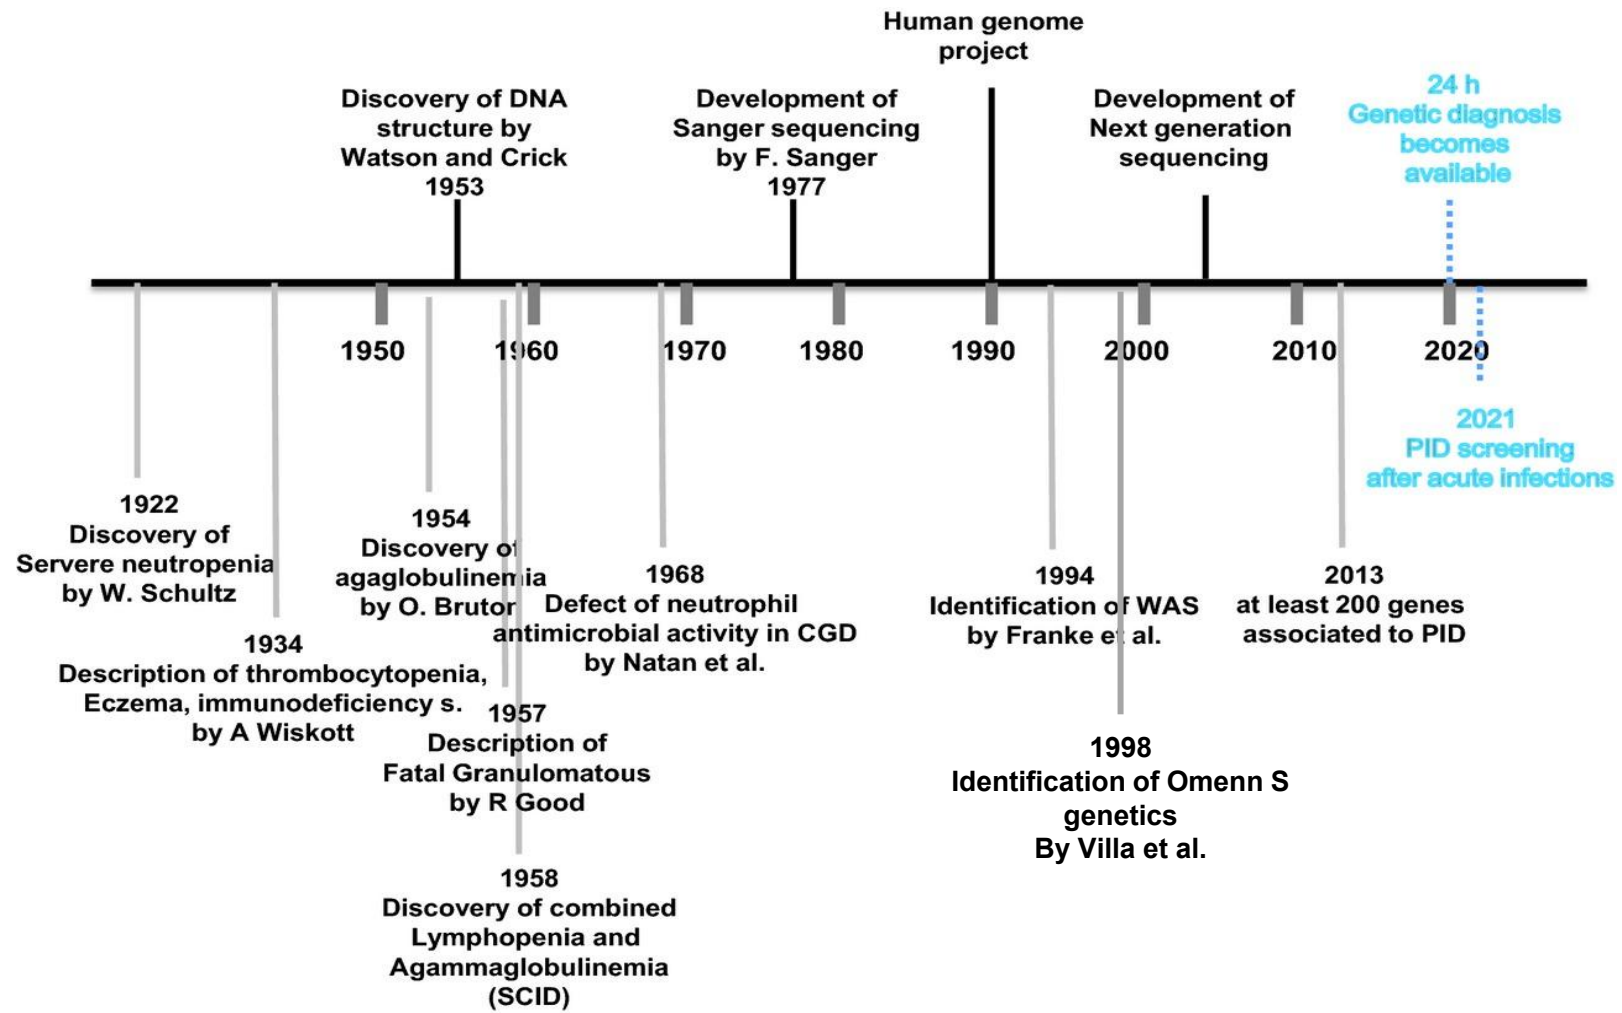 Human genome
project
Discovery of DNA
structure by
Watson and Crick
1953
Development of
Sanger sequencing
by F. Sanger
1977
Development of
Next generation
sequencing
24 h
Genetic diagnosis
becomes
available
1950
1960
1970
1980
1990
2000
2010
2020
1922
Discovery of
Servere neutropenia
by W. Schultz
1934
Description of thrombocytopenia,
Eczema, immunodeficiency s.
by A Wiskott
1954
Discovery of
agaglobulinemia
by O. Bruton
1957
Description of
Fatal Granulomatous
by R Good
1958
Discovery of combined
Lymphopenia and
Agammaglobulinemia
(SCID)
1968
Defect of neutrophil
antimicrobial activity in CGD
by Natan et al.
1994
Identification of WAS
by Franke et al.
1998
Identification of Omenn S
genetics
By Villa et al.
2013
at least 200 genes
associated to PID
2021
PID screening
after acute infections